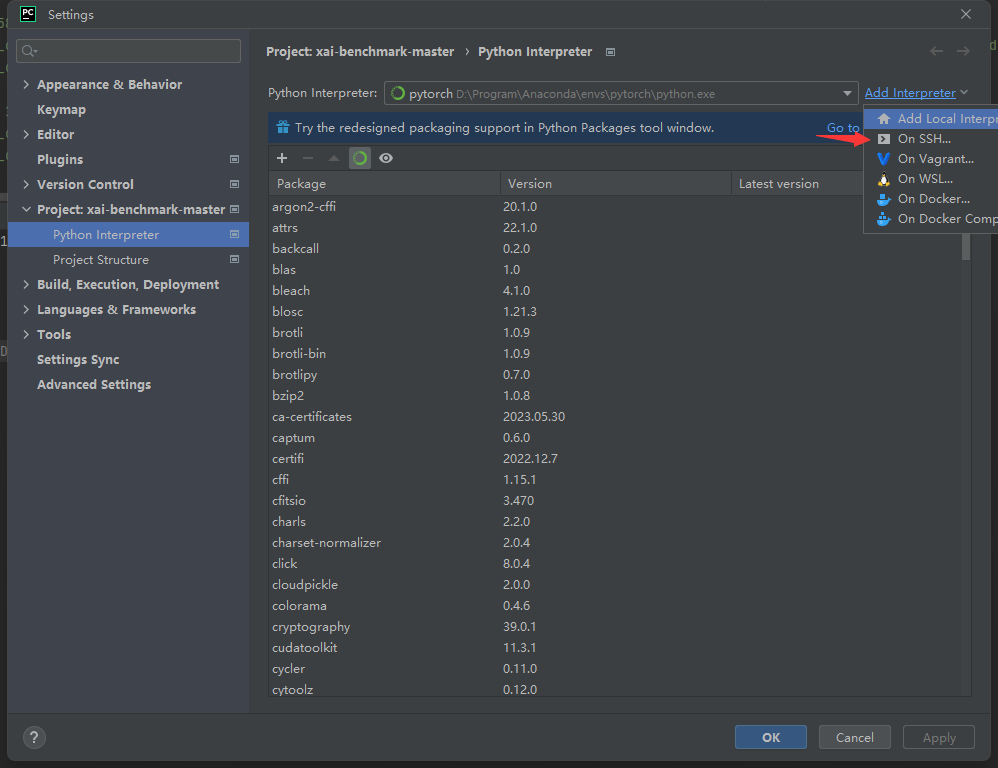 PC Settings
Project: xai-benchmark-master › Python Interpreter
Appearance & Behavior
Keymap
Editor
Plugins
Version Control
Project: xai-benchmark-master
Python Interpreter
Project Structure
Build, Execution, Deployment
Languages & Frameworks
Tools
Settings Sync
Advanced Settings
Python Interpreter: pytorch D:\Program\Anaconda\envs\pytorch\python.exe Add Interpreter
Try the redesigned packaging support in Python Packages tool window. Go to
Add Local Interpr
On SSH...
On Vagrant...
On WSL...
On Docker...
On Docker Comp
Package Version Latest version
argon2-cffi 20.1.0
attrs 22.1.0
backcall 0.2.0
blas 1.0
bleach 4.1.0
blosc 1.21.3
brotli 1.0.9
brotli-bin 1.0.9
brotlipy 0.7.0
bzip2 1.0.8
ca-certificates 2023.05.30
captum 0.6.0
certifi 2022.12.7
cffi 1.15.1
cfitsio 3.470
charls 2.2.0
charset-normalizer 2.0.4
click 8.0.4
cloudpickle 2.0.0
colorama 0.4.6
cryptography 39.0.1
cudatoolkit 11.3.1
cycler 0.11.0
cytoolz 0.12.0
? OK Cancel Apply